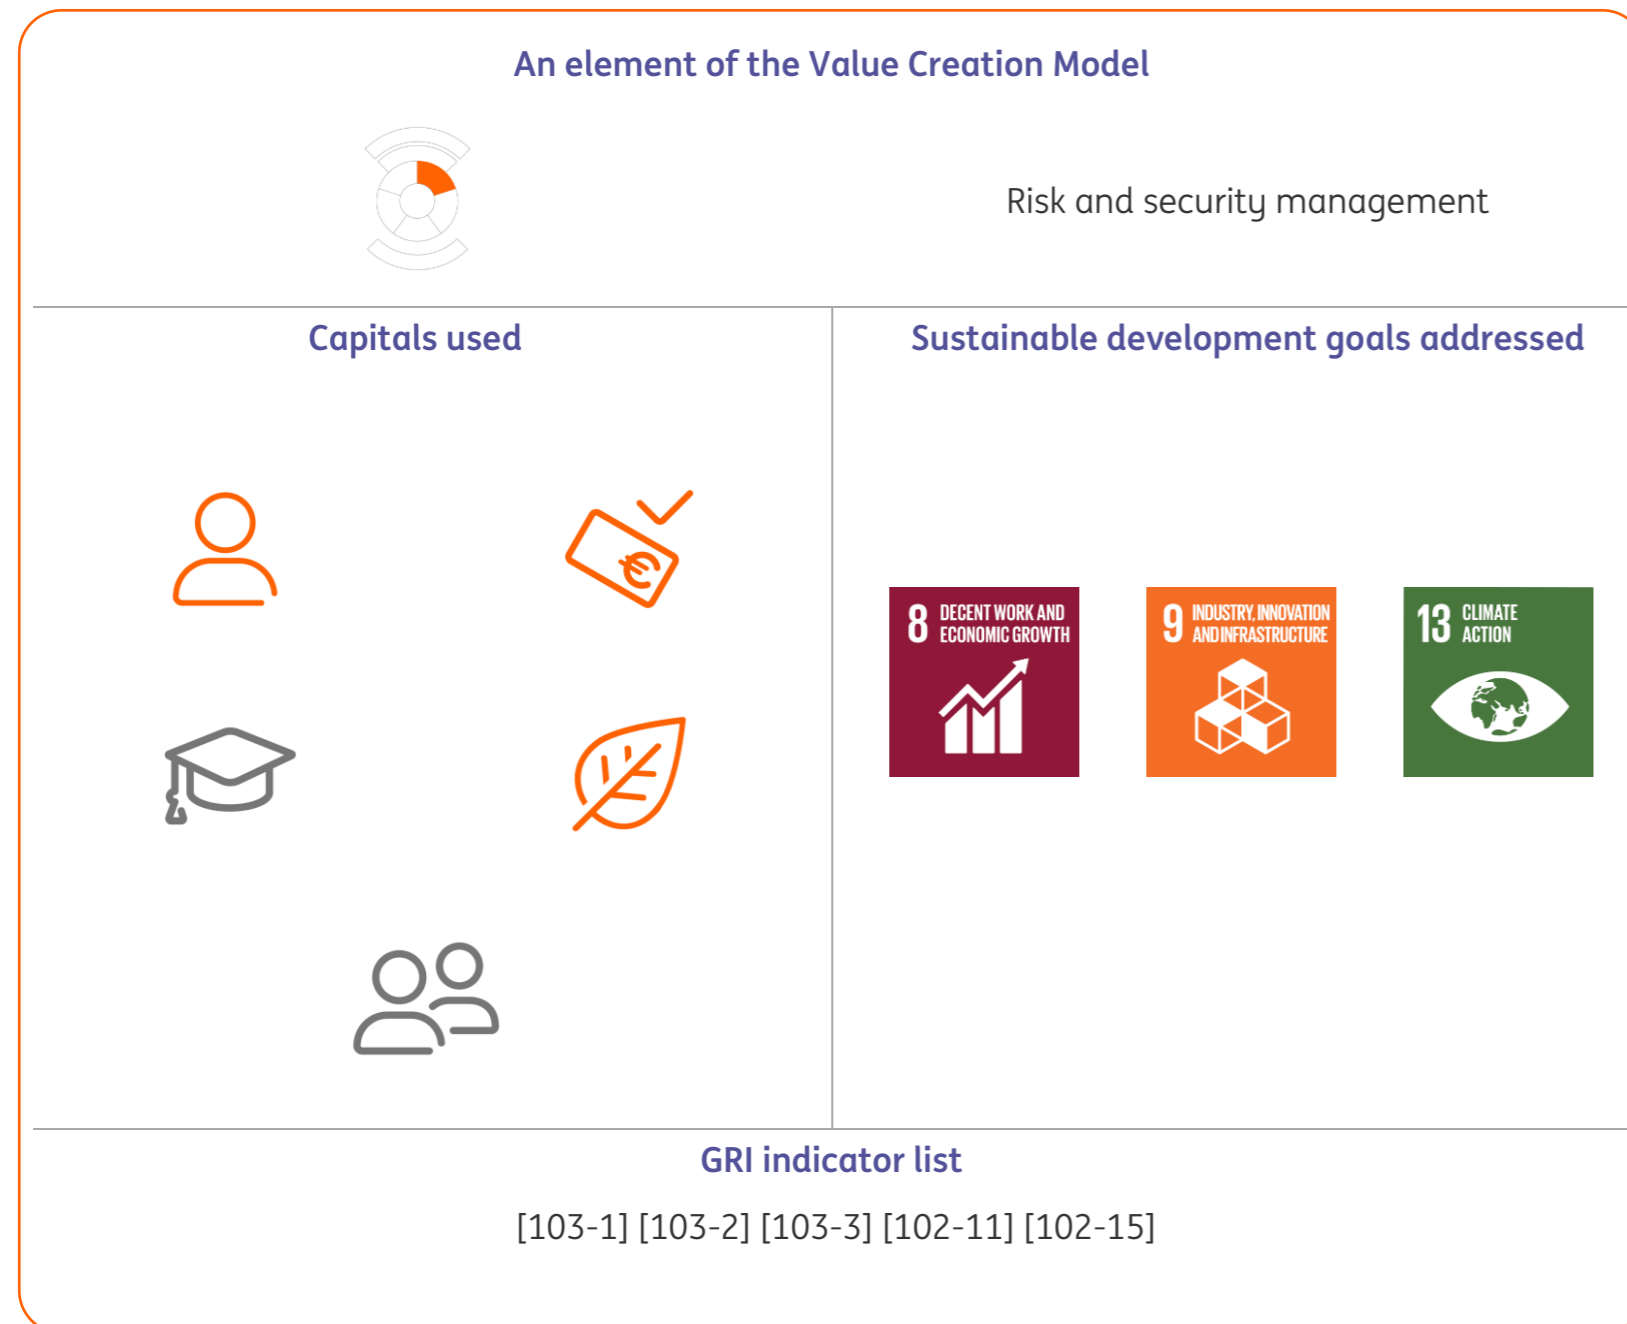 An element of the Value Creation Model
Risk and security management
Capitals used
Sustainable development goals addressed
8 DECENT WORK AND
ECONOMIC GROWTH
9 INDUSTRY, INNOVATION
AND INFRASTRUCTURE
13 CLIMATE
ACTION
€
GRI indicator list
[103-1] [103-2] [103-3] [102-11] [102-15]